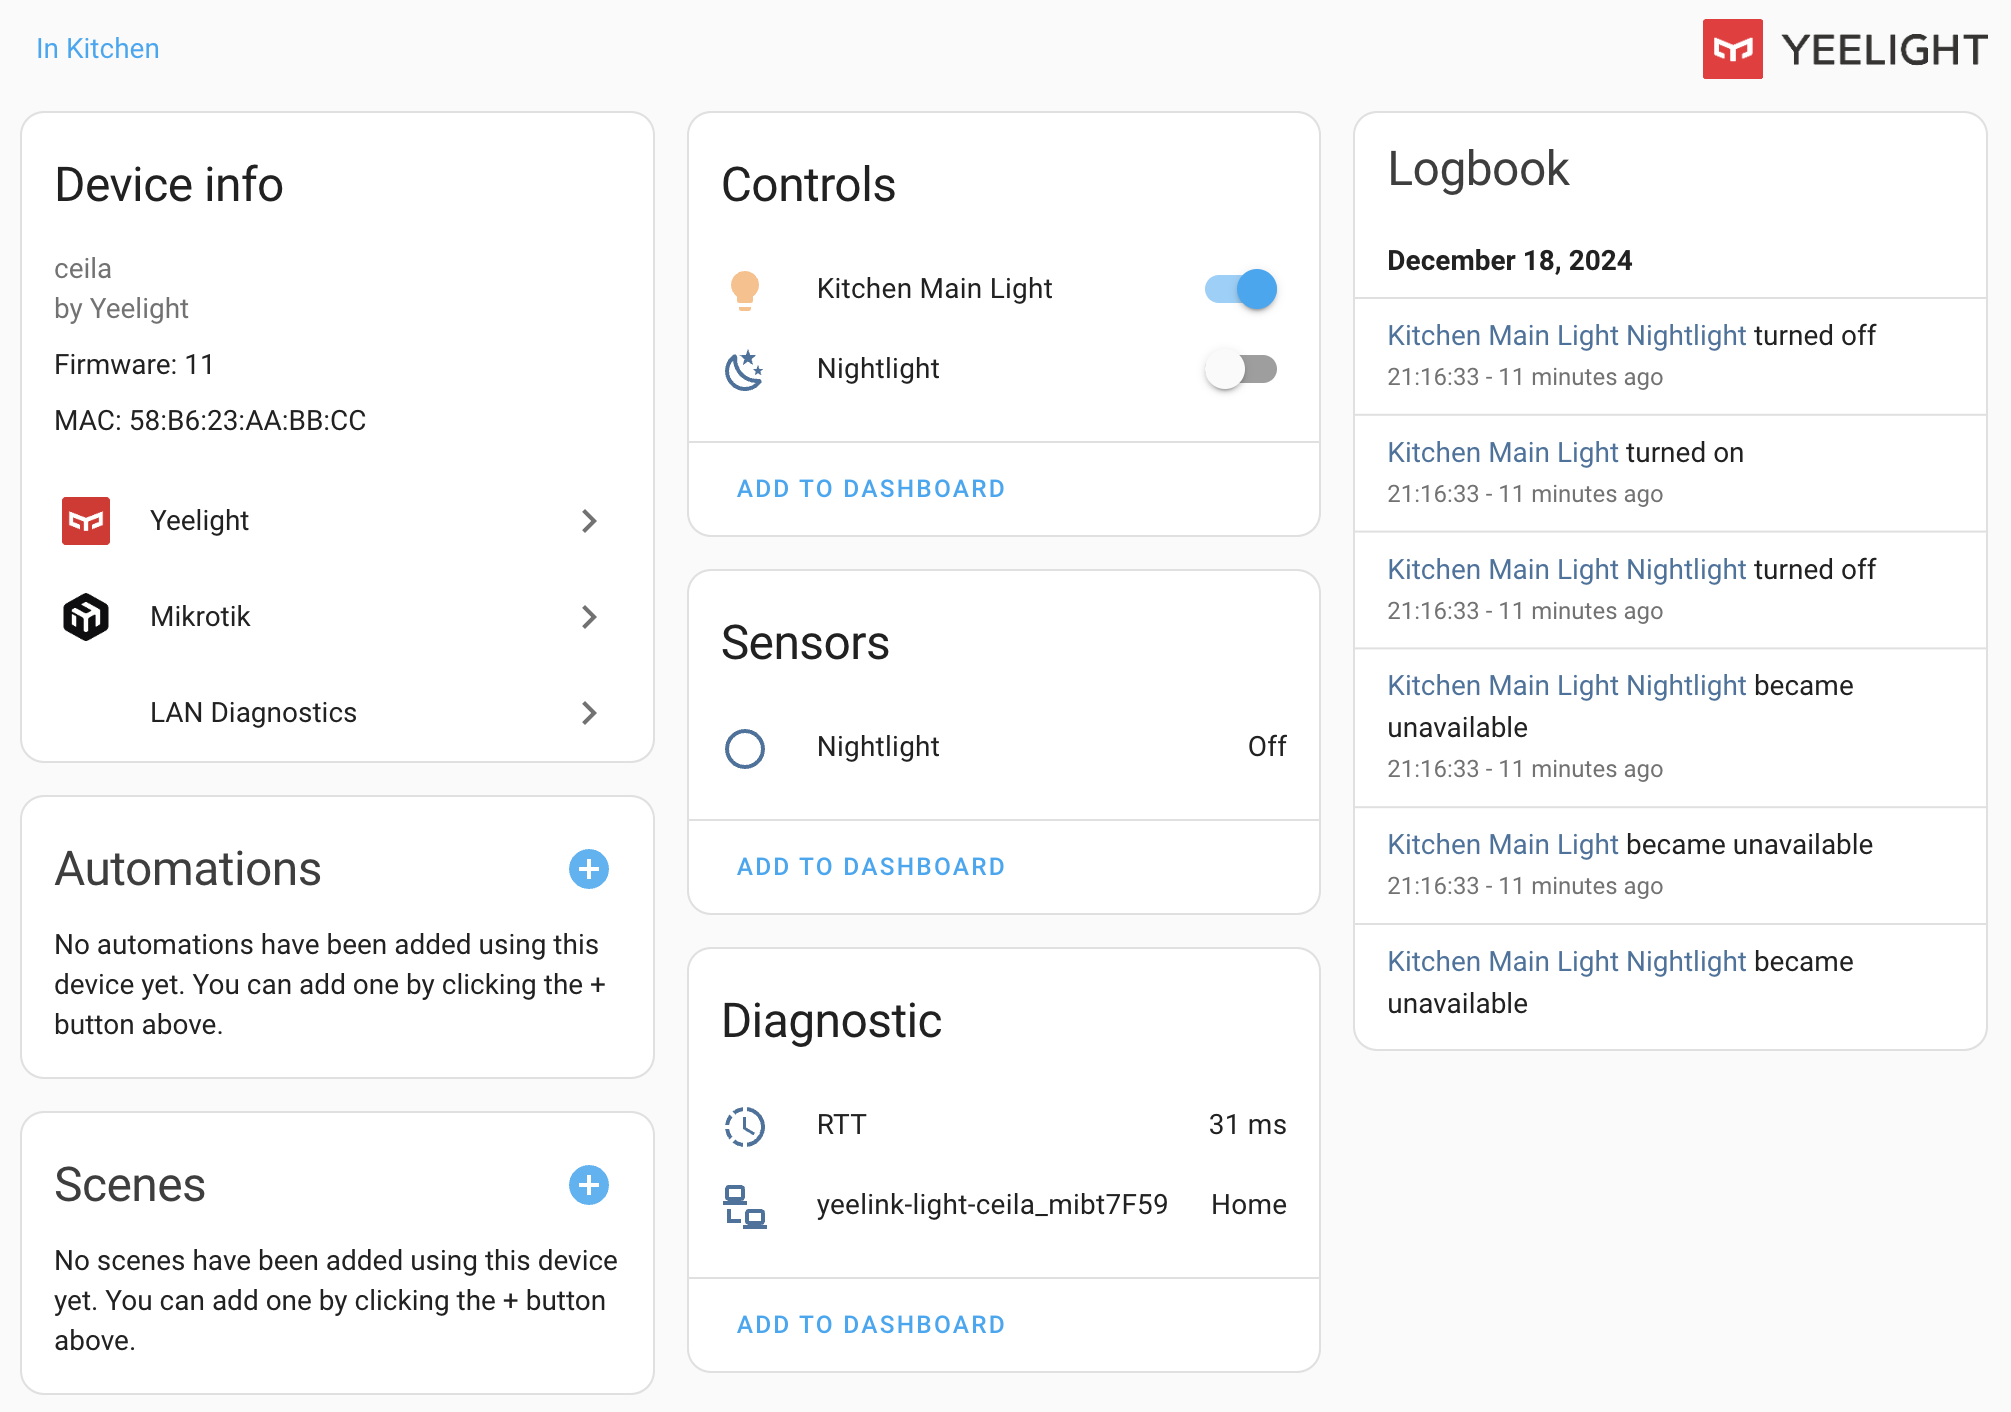 In Kitchen
YEELIGHT
Device info
ceila
by Yeelight
Firmware: 11
MAC: 58:B6:23:AA:BB:CC
Yeelight
Mikrotik
LAN Diagnostics
Automations
No automations have been added using this
device yet. You can add one by clicking the +
button above.
Scenes
No scenes have been added using this device
yet. You can add one by clicking the + button
above.
Controls
Kitchen Main Light
Nightlight
ADD TO DASHBOARD
Sensors
Nightlight Off
ADD TO DASHBOARD
Diagnostic
RTT 31 ms
yeelink-light-ceila_mibt7F59 Home
ADD TO DASHBOARD
Logbook
December 18, 2024
Kitchen Main Light Nightlight turned off
21:16:33 - 11 minutes ago
Kitchen Main Light turned on
21:16:33 - 11 minutes ago
Kitchen Main Light Nightlight turned off
21:16:33 - 11 minutes ago
Kitchen Main Light Nightlight became
unavailable
21:16:33 - 11 minutes ago
Kitchen Main Light became unavailable
21:16:33 - 11 minutes ago
Kitchen Main Light Nightlight became
unavailable